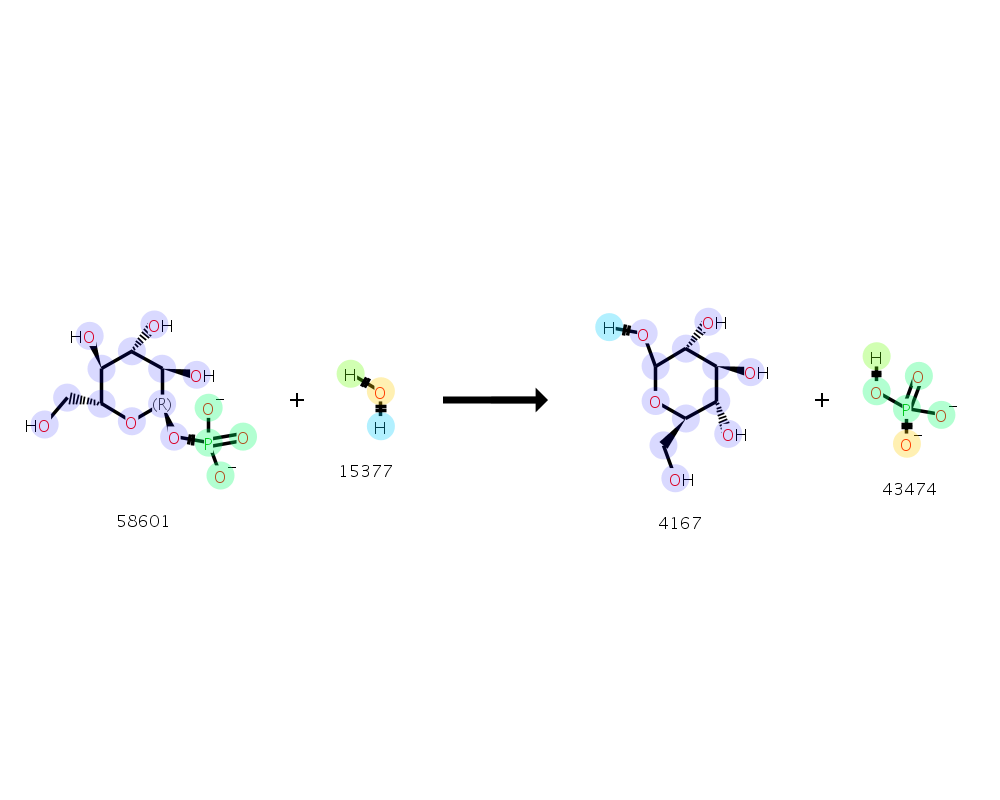 HO OH OH HO O (R) O O− P O O−
+
H O H
H O OH OH OH O OH
+
H O O P O− O−
15377
43474
58601
4167